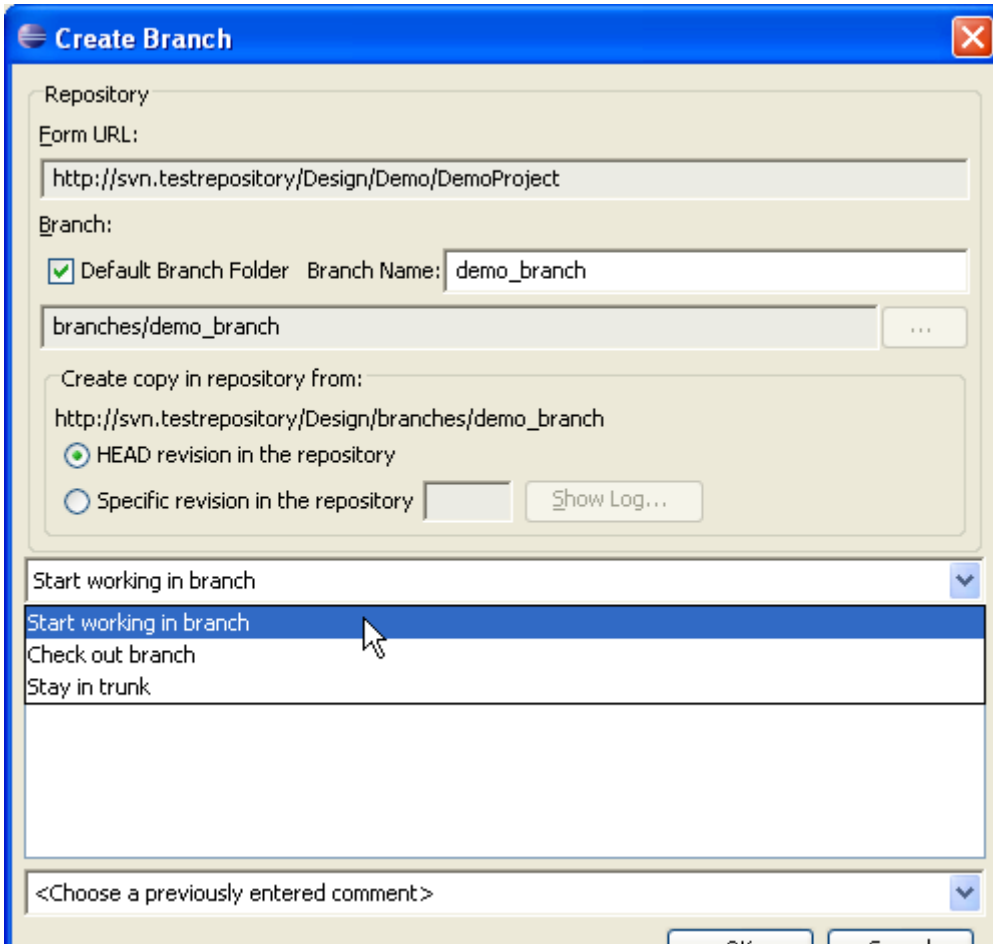 Create Branch
Repository
Form URL:
http://svn.testrepository/Design/Demo/DemoProject
Branch:
Default Branch Folder Branch Name: demo_branch
branches/demo_branch ...
Create copy in repository from:
http://svn.testrepository/Design/branches/demo_branch
HEAD revision in the repository
Specific revision in the repository Show Log...
Start working in branch
Start working in branch
Check out branch
Stay in trunk
<Choose a previously entered comment>